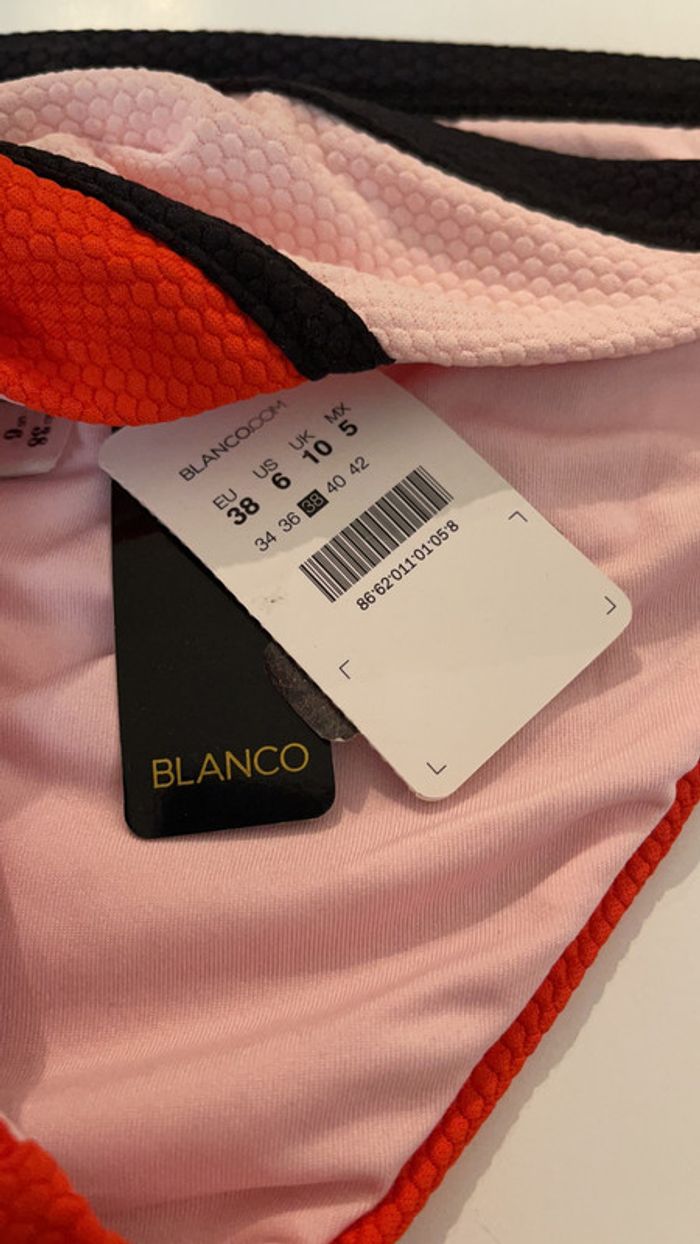 BLANCO.COM
EU US UK MX
38 6 10 5
34 36 38 40 42
86'62'011'01'05'8
BLANCO